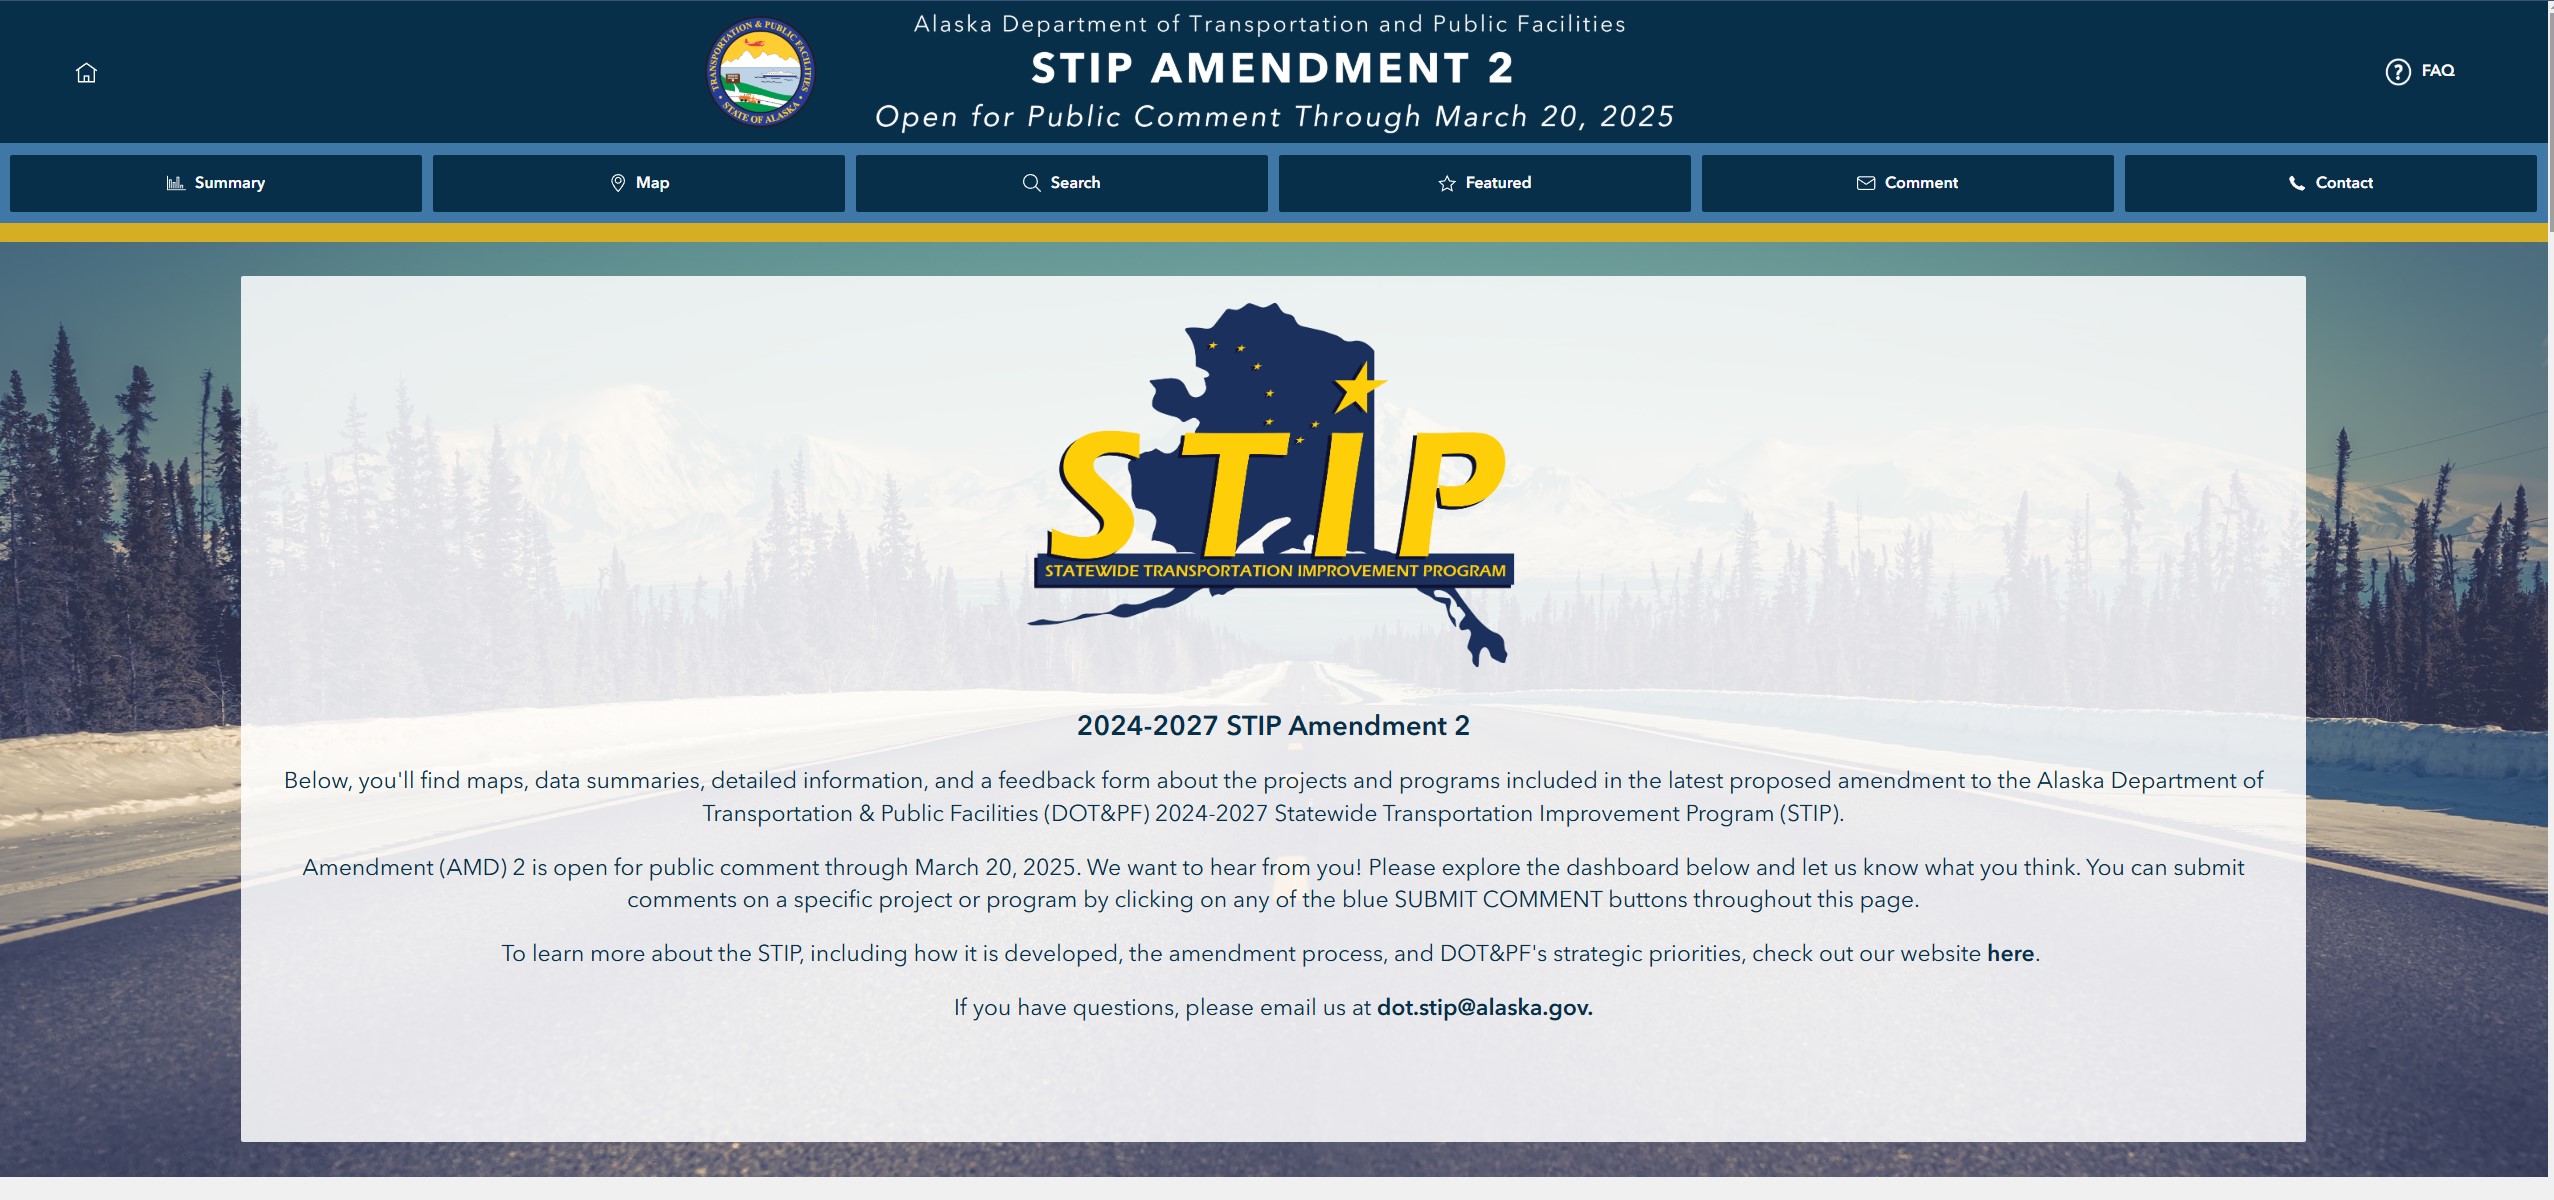 Alaska Department of Transportation and Public Facilities
STIP AMENDMENT 2
Open for Public Comment Through March 20, 2025
TRANSPORTATION & PUBLIC FACILITIES
STATE OF ALASKA
FAQ
Summary
Map
Search
Featured
Comment
Contact
STIP
STATEWIDE TRANSPORTATION IMPROVEMENT PROGRAM
2024-2027 STIP Amendment 2
Below, you'll find maps, data summaries, detailed information, and a feedback form about the projects and programs included in the latest proposed amendment to the Alaska Department of
Transportation & Public Facilities (DOT&PF) 2024-2027 Statewide Transportation Improvement Program (STIP).
Amendment (AMD) 2 is open for public comment through March 20, 2025. We want to hear from you! Please explore the dashboard below and let us know what you think. You can submit
comments on a specific project or program by clicking on any of the blue SUBMIT COMMENT buttons throughout this page.
To learn more about the STIP, including how it is developed, the amendment process, and DOT&PF's strategic priorities, check out our website here.
If you have questions, please email us at dot.stip@alaska.gov.